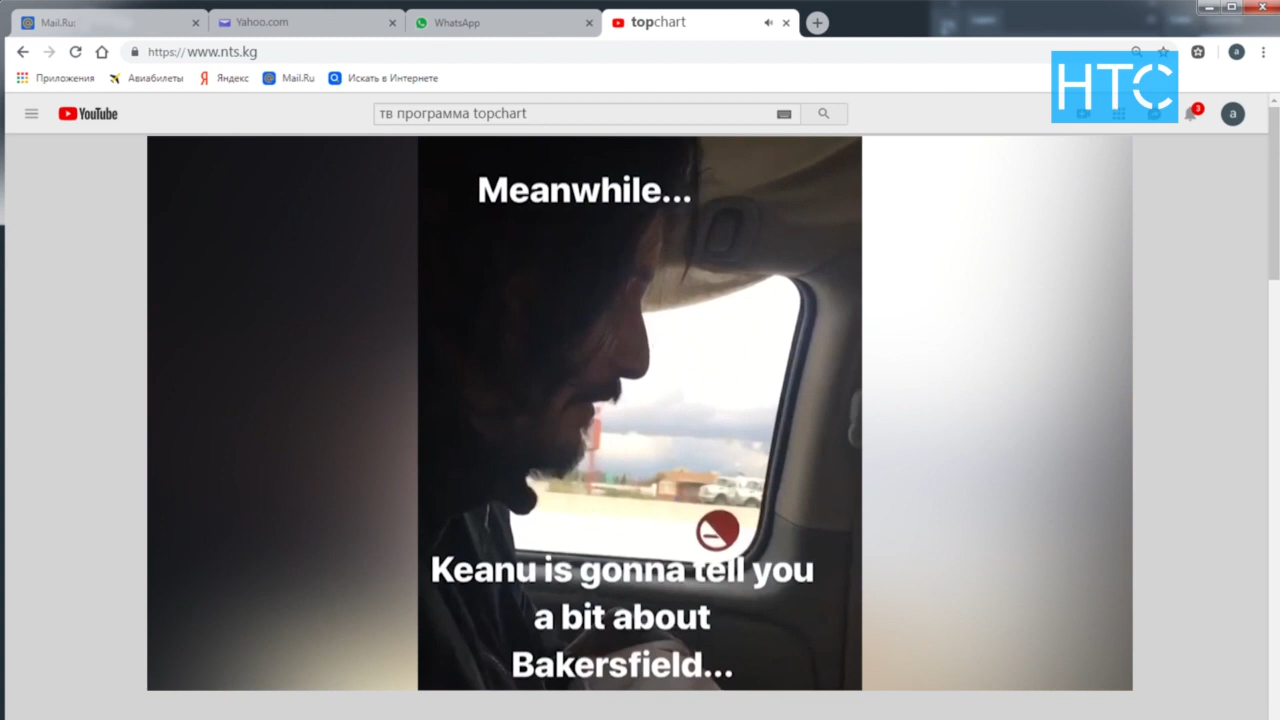 Mail.Ru:
Yahoo.com
WhatsApp
topchart
https://www.nts.kg
a
Приложения
Авиабилеты
Яндекс
Mail.Ru
Искать в Интернете
НТС
YouTube
тв программа topchart
3
a
Meanwhile...
Keanu is gonna tell you
a bit about
Bakersfield...